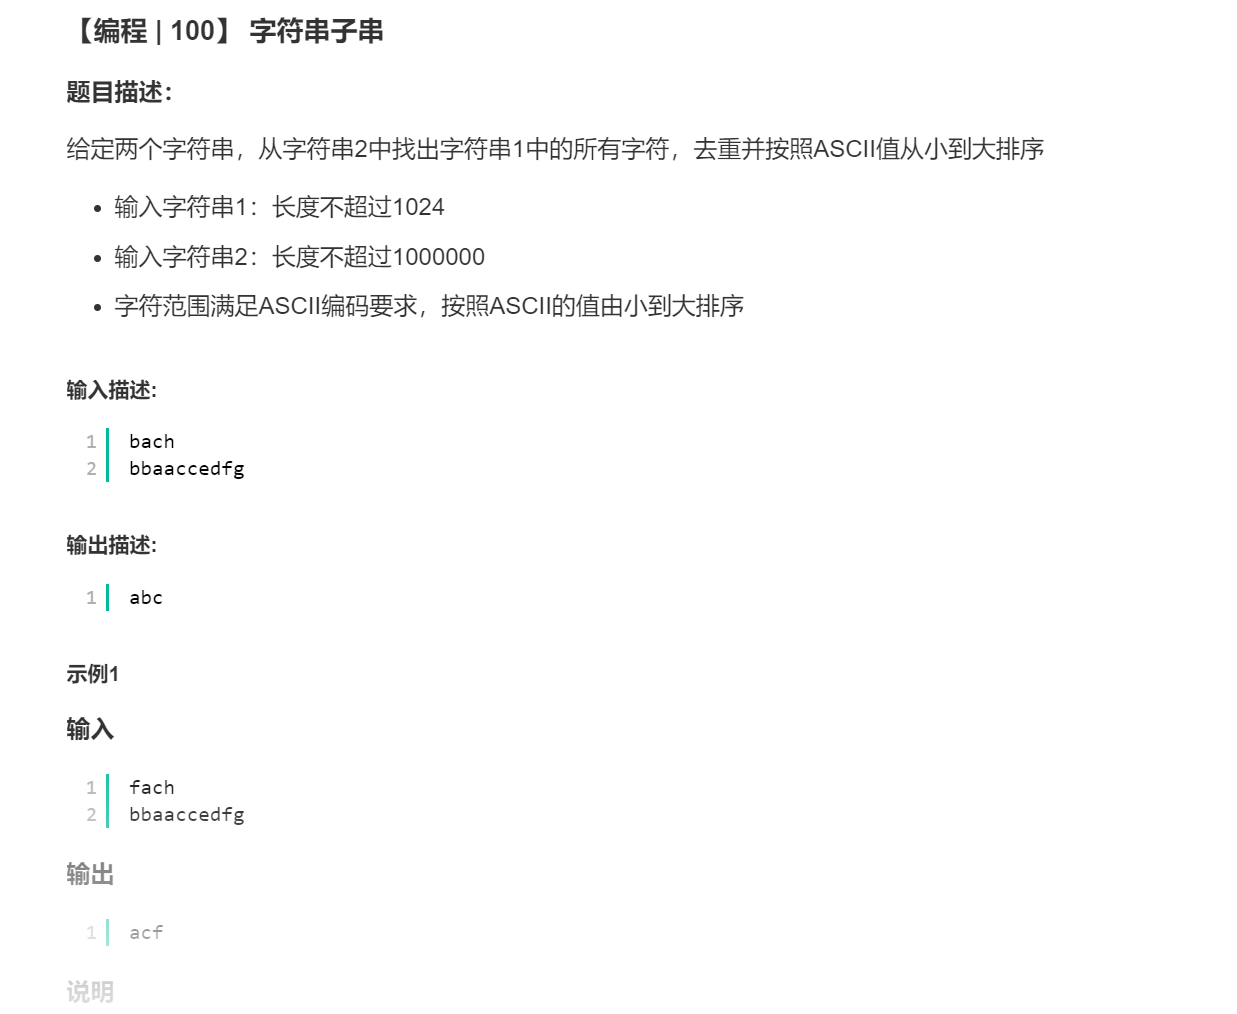 【编程 | 100】 字符串子串
题目描述：
给定两个字符串，从字符串2中找出字符串1中的所有字符，去重并按照ASCII值从小到大排序
• 输入字符串1：长度不超过1024
• 输入字符串2：长度不超过1000000
• 字符范围满足ASCII编码要求，按照ASCII的值由小到大排序
输入描述:
1 bach
2 bbaaccedfg
输出描述:
1 abc
示例1
输入
1 fach
2 bbaaccedfg
输出
1 acf
说明